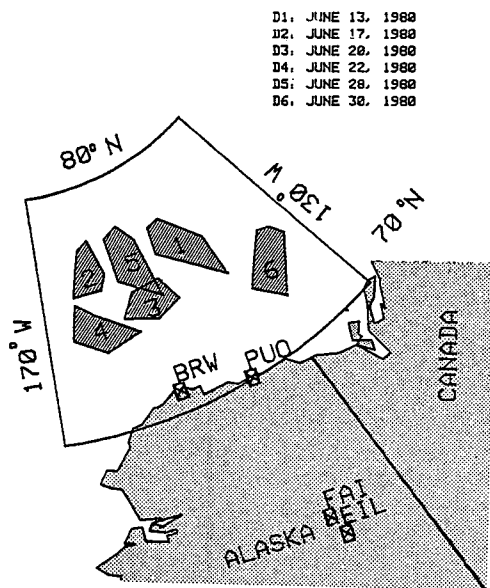 D1: JUNE 13, 1980
D2: JUNE 17, 1980
D3: JUNE 20, 1980
D4: JUNE 22, 1980
D5: JUNE 28, 1980
D6: JUNE 30, 1980
80° N
130° W
70° N
170° W
1
5
2
6
3
4
BRW
PUO
CANADA
FAI
EIL
ALASKA